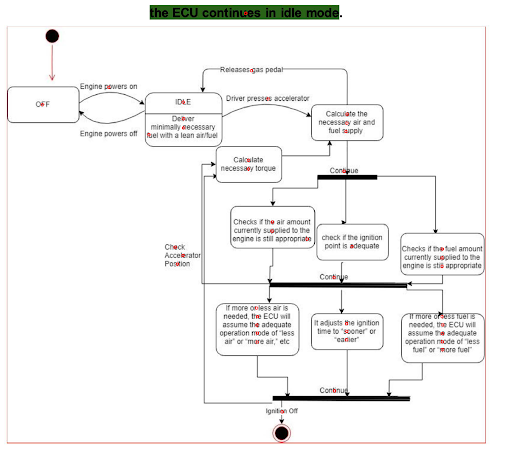 the ECU continues in idle mode.
Releases gas pedal
Engine powers on
OFF
IDLE
Driver presses accelerator
Deliver
minimally necessary
fuel with a lean air/fuel
Engine powers off
Calculate the
necessary air and
fuel supply
Calculate
necessary torque
Continue
Checks if the air amount
currently supplied to the
engine is still appropriate
check if the ignition
point is adequate
Checks if the fuel amount
currently supplied to the
engine is still appropriate
Check
Accelerator
Position
Continue
If more or less air is
needed, the ECU will
assume the adequate
operation mode of "less
air" or "more air," etc
It adjusts the ignition
time to "sooner" or
"earlier"
If more or less fuel is
needed, the ECU will
assume the adequate
operation mode of "less
fuel" or "more fuel"
Continue
Ignition Off